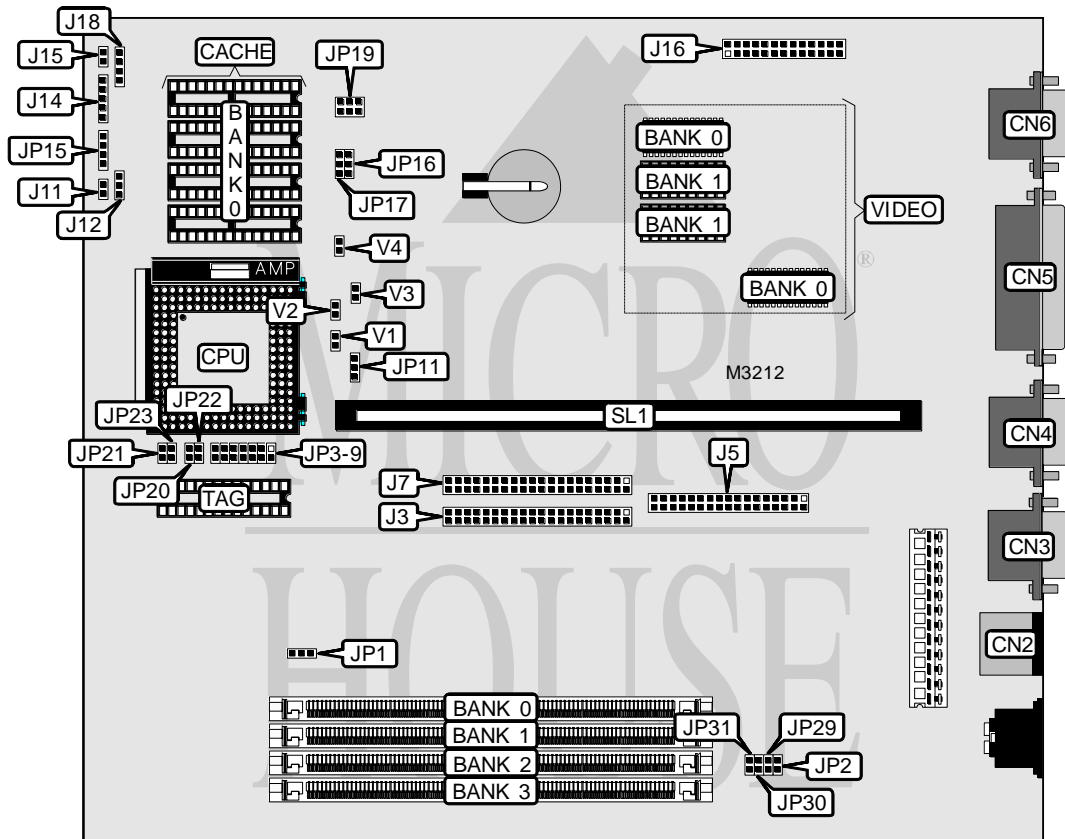 J18
J15
CACHE
JP19
J16
J14
BANK 0
CN6
JP15
BANK 0
JP16
BANK 1
J11
JP17
VIDEO
J12
BANK 1
V4
AMP
®
CN5
V3
BANK 0
V2
V1
CPU
JP11
M3212
JP22
JP23
SL1
CN4
JP21
JP3-9
J5
JP20
J7
TAG
J3
CN3
MICRO
HOUSE
CN2
JP1
BANK 0
JP31
JP29
BANK 1
BANK 2
JP2
JP30
BANK 3